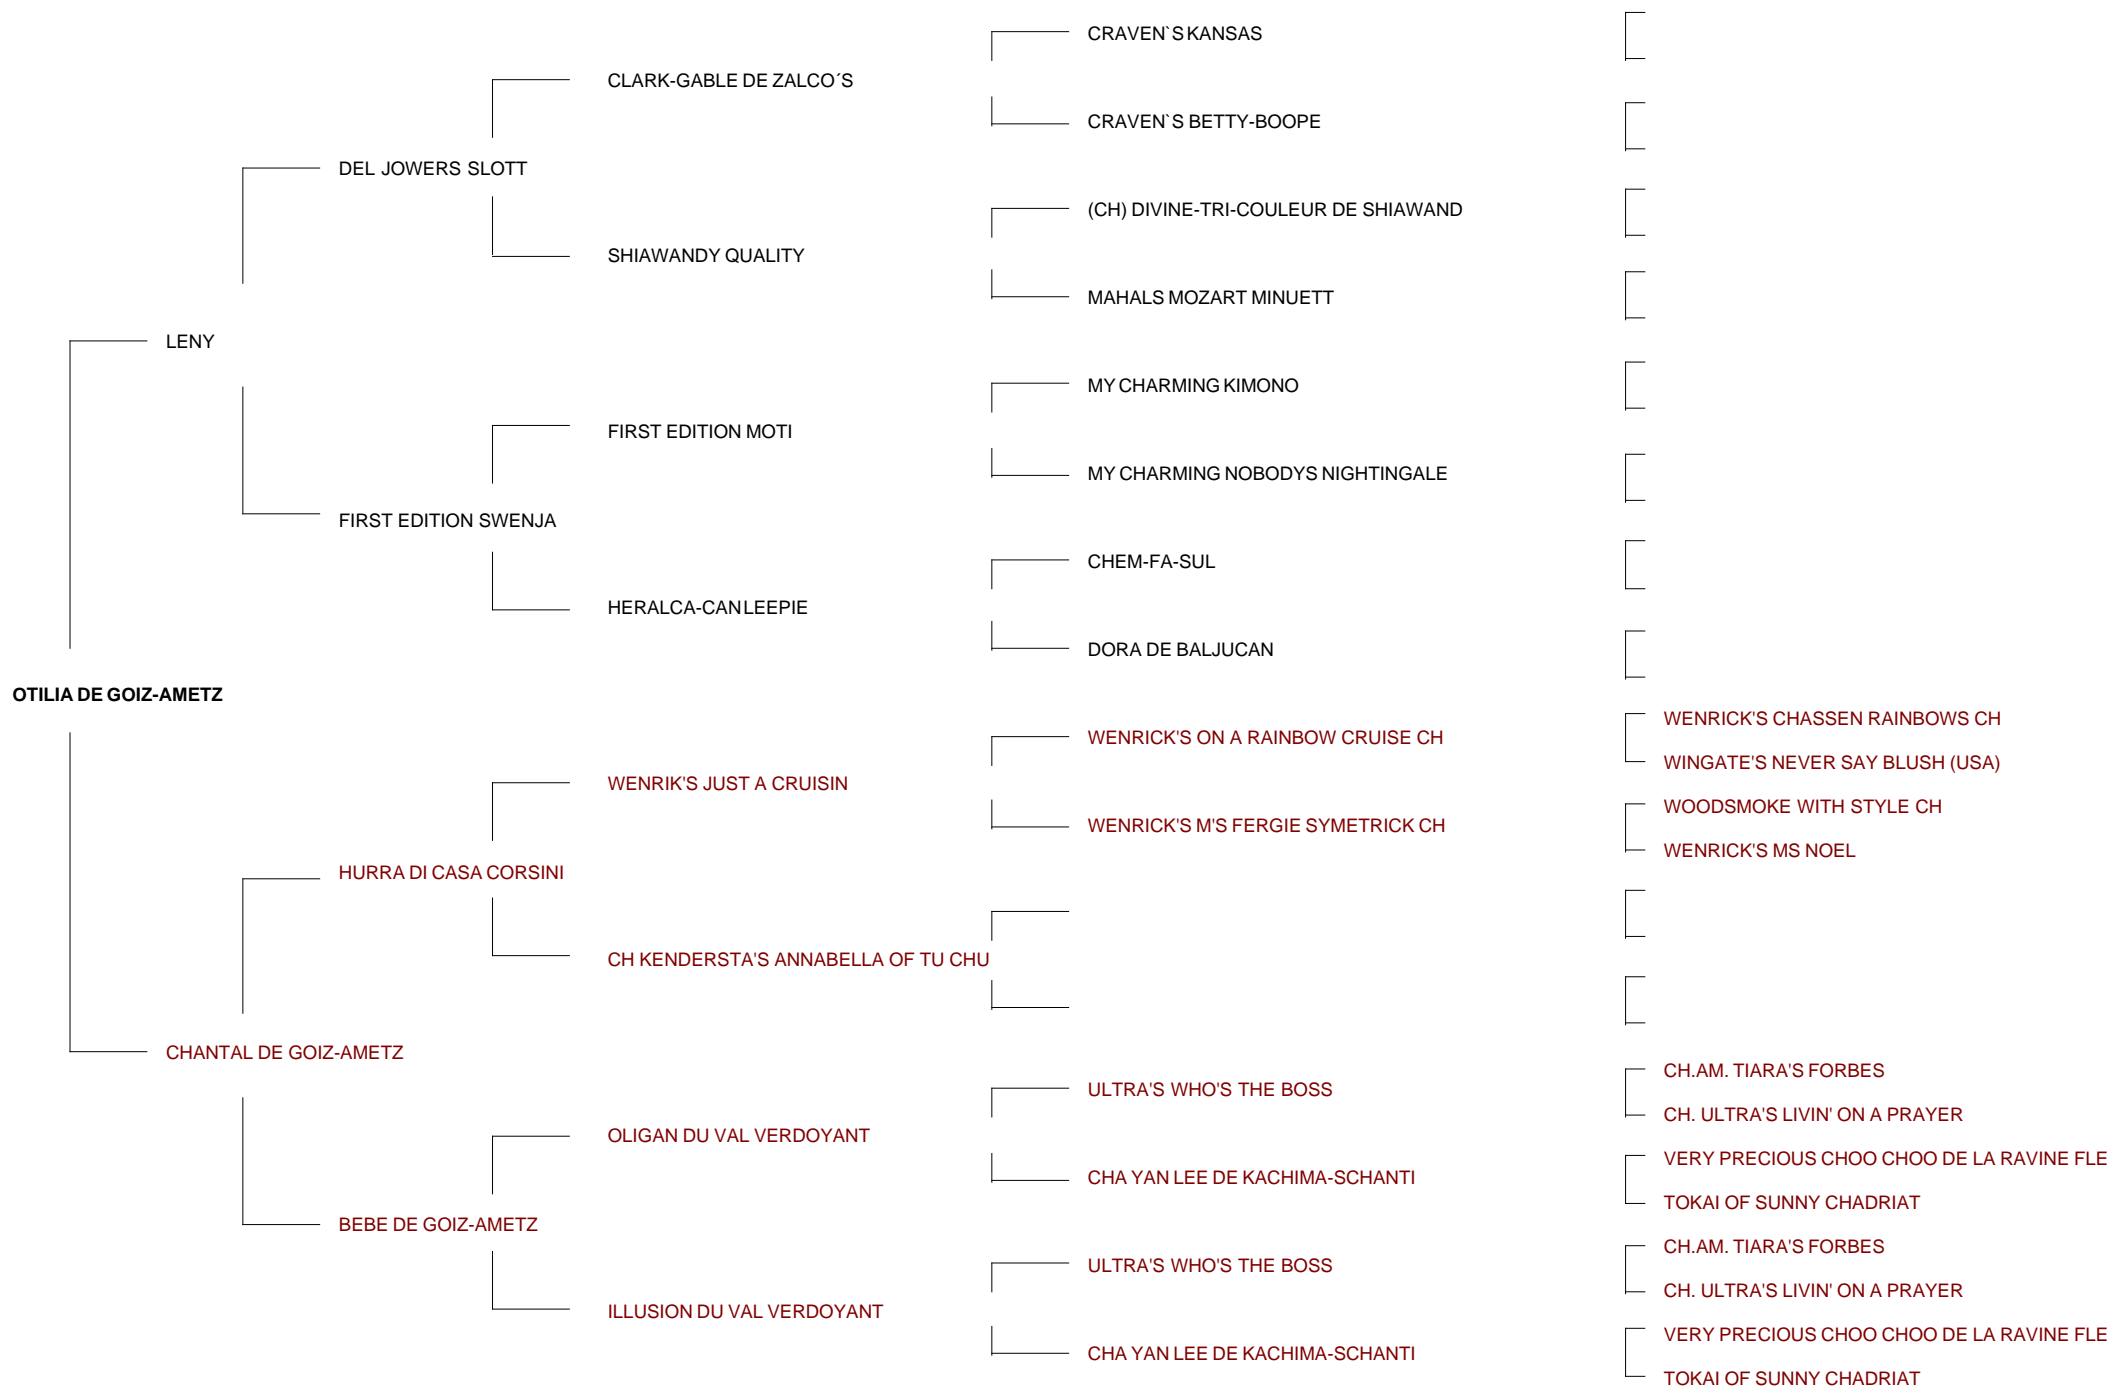 CRAVEN`S KANSAS
CLARK-GABLE DE ZALCO´S
CRAVEN`S BETTY-BOOPE
DEL JOWERS SLOTT
(CH) DIVINE-TRI-COULEUR DE SHIAWAND
SHIAWANDY QUALITY
MAHALS MOZART MINUETT
LENY
MY CHARMING KIMONO
FIRST EDITION MOTI
MY CHARMING NOBODYS NIGHTINGALE
FIRST EDITION SWENJA
CHEM-FA-SUL
HERALCA-CAN LEEPIE
DORA DE BALJUCAN
OTILIA DE GOIZ-AMETZ
WENRICK'S CHASSEN RAINBOWS CH
WENRICK'S ON A RAINBOW CRUISE CH
WINGATE'S NEVER SAY BLUSH (USA)
WENRIK'S JUST A CRUISIN
WOODSMOKE WITH STYLE CH
WENRICK'S M'S FERGIE SYMETRICK CH
WENRICK'S MS NOEL
HURRA DI CASA CORSINI
CH KENDERSTA'S ANNABELLA OF TU CHU
CHANTAL DE GOIZ-AMETZ
CH.AM. TIARA'S FORBES
ULTRA'S WHO'S THE BOSS
CH. ULTRA'S LIVIN' ON A PRAYER
OLIGAN DU VAL VERDOYANT
VERY PRECIOUS CHOO CHOO DE LA RAVINE FLE
CHA YAN LEE DE KACHIMA-SCHANTI
TOKAI OF SUNNY CHADRIAT
BEBE DE GOIZ-AMETZ
CH.AM. TIARA'S FORBES
ULTRA'S WHO'S THE BOSS
CH. ULTRA'S LIVIN' ON A PRAYER
ILLUSION DU VAL VERDOYANT
VERY PRECIOUS CHOO CHOO DE LA RAVINE FLE
CHA YAN LEE DE KACHIMA-SCHANTI
TOKAI OF SUNNY CHADRIAT